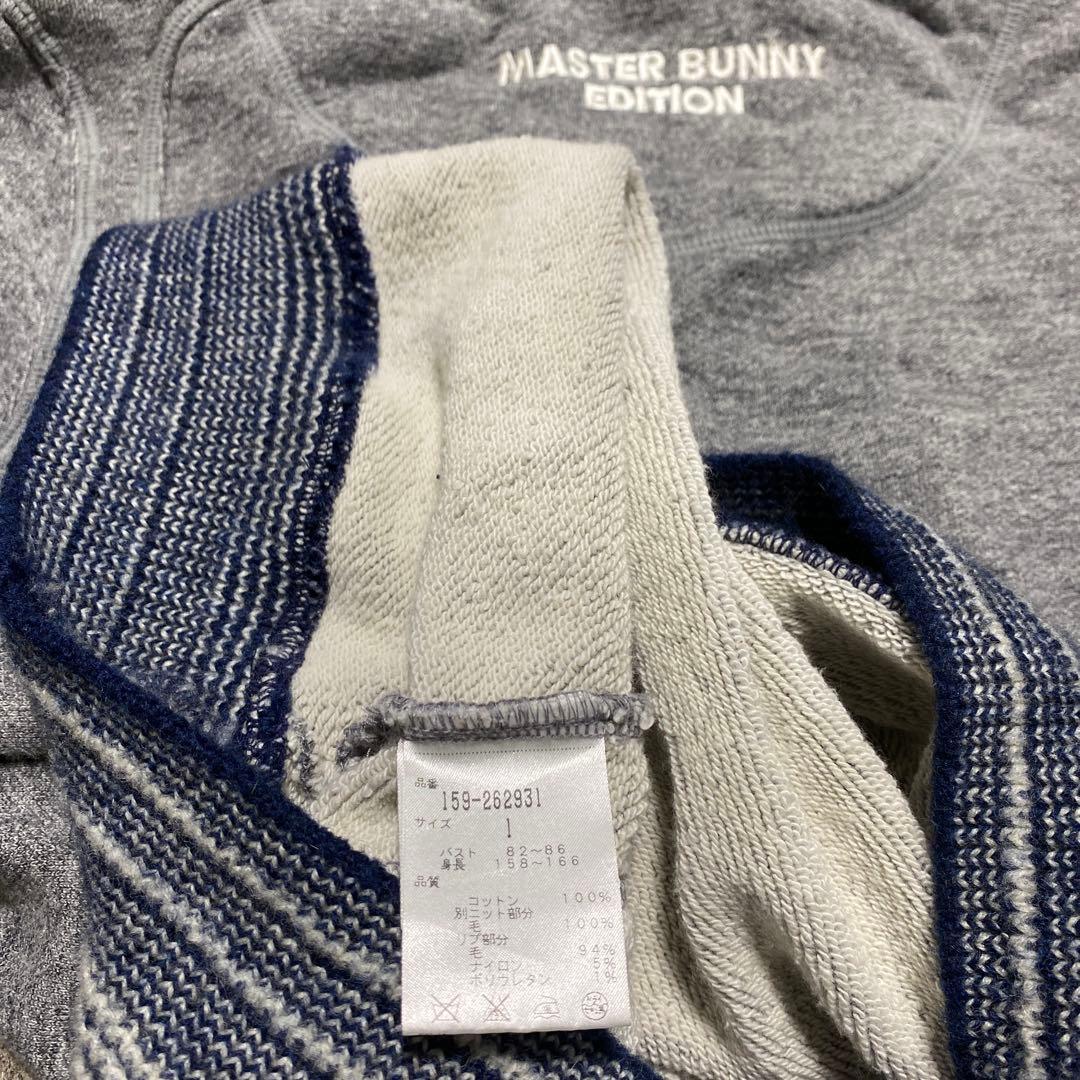 MASTER BUNNY
EDITION
品番
159-262931
サイズ
1
バスト 82～86
身長 158～166
品質
コットン 100%
別ニット部分
毛 100%
リブ部分
毛 94%
ナイロン 5%
ポリウレタン 1%